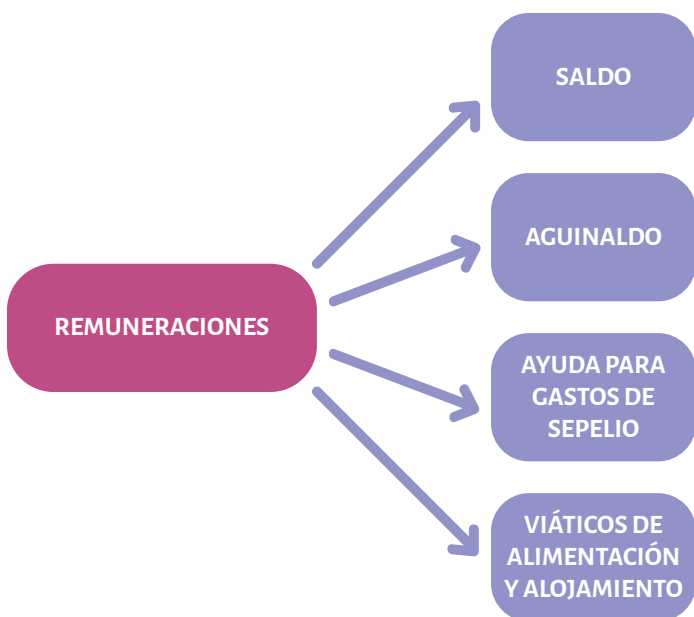 REMUNERACIONES
SALDO
AGUINALDO
AYUDA PARA
GASTOS DE
SEPELIO
VIÁTICOS DE
ALIMENTACIÓN
Y ALOJAMIENTO